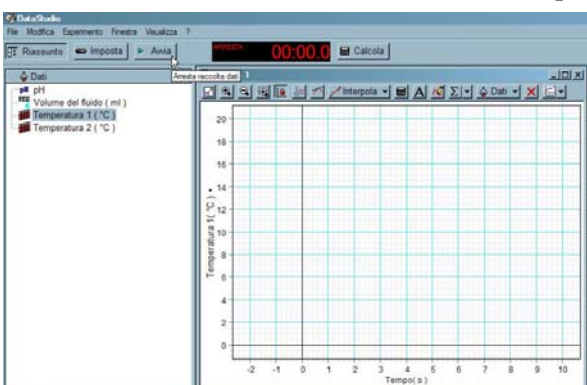 DataStudio
File Modifica Esperimento Finestra Visualizza ?
Riassunto Imposta Avvia ARRESTA 00:00.0 Calcola
Dati Arresta raccolta dati 1
pH
Volume del fluido ( ml )
Temperatura 1 ( °C )
Temperatura 2 ( °C )
Interpola A Σ Dati
Temperatura 1( °C)
20
18
16
14
12
10
8
6
4
2
0
-2 -1 0 1 2 3 4 5 6 7 8 9 10
Tempo( s )